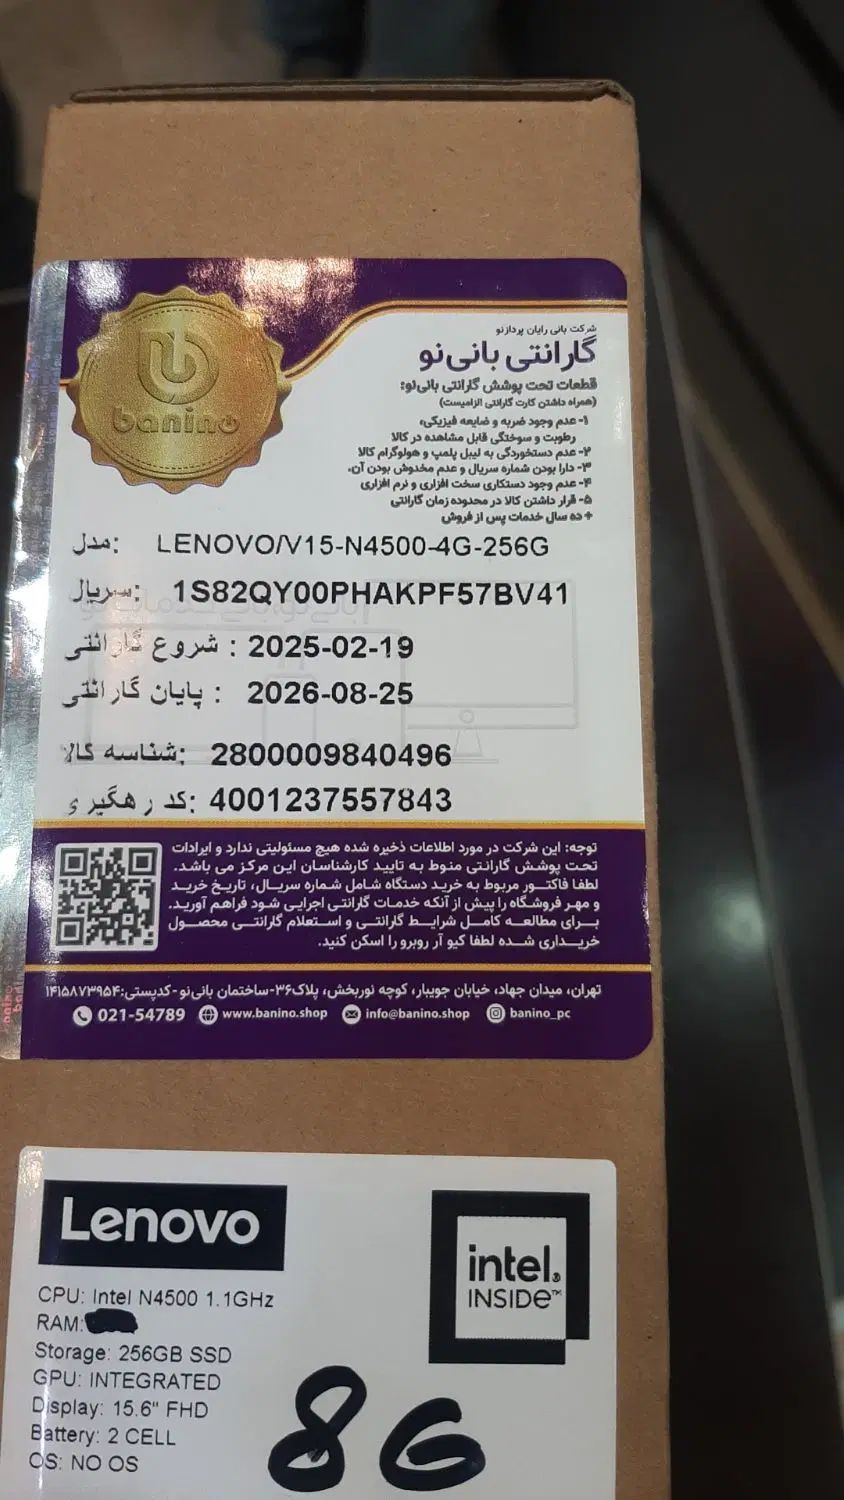 banino
شرکت بانی رایان پردازنو
گارانتی بانی‌نو
قطعات تحت پوشش گارانتی بانی‌نو:
(همراه داشتن کارت گارانتی الزامیست)
۱- عدم وجود ضربه و ضایعه فیزیکی،
رطوبت و سوختگی قابل مشاهده در کالا
۲- عدم دستخوردگی به لیبل پلمپ و هولوگرام کالا
۳- دارا بودن شماره سریال و عدم مخدوش بودن آن.
۴- عدم وجود دستکاری سخت افزاری و نرم افزاری
۵- قرار داشتن کالا در محدوده زمان گارانتی
+ ده سال خدمات پس از فروش
مدل: LENOVO/V15-N4500-4G-256G
سریال: 1S82QY00PHAKPF57BV41
شروع گارانتی : 2025-02-19
پایان گارانتی : 2026-08-25
شناسه کالا: 2800009840496
کد رهگیری: 4001237557843
توجه: این شرکت در مورد اطلاعات ذخیره شده هیچ مسئولیتی ندارد و ایرادات
تحت پوشش گارانتی منوط به تایید کارشناسان این مرکز می باشد.
لطفا فاکتور مربوط به خرید دستگاه شامل شماره سریال، تاریخ خرید
و مهر فروشگاه را پیش از آنکه خدمات گارانتی اجرایی شود فراهم آورید.
برای مطالعه کامل شرایط گارانتی و استعلام گارانتی محصول
خریداری شده لطفا کیو آر روبرو را اسکن کنید.
تهران، میدان جهاد، خیابان جویبار، کوچه نوربخش، پلاک۳۶-ساختمان بانی‌نو-کدپستی:۱۴۱۵۸۷۳۹۵۴
021-54789 www.banino.shop info@banino.shop banino_pc
Lenovo
intel.
INSIDE™
CPU: Intel N4500 1.1GHz
RAM:
Storage: 256GB SSD
GPU: INTEGRATED
Display: 15.6" FHD
Battery: 2 CELL
OS: NO OS
8G